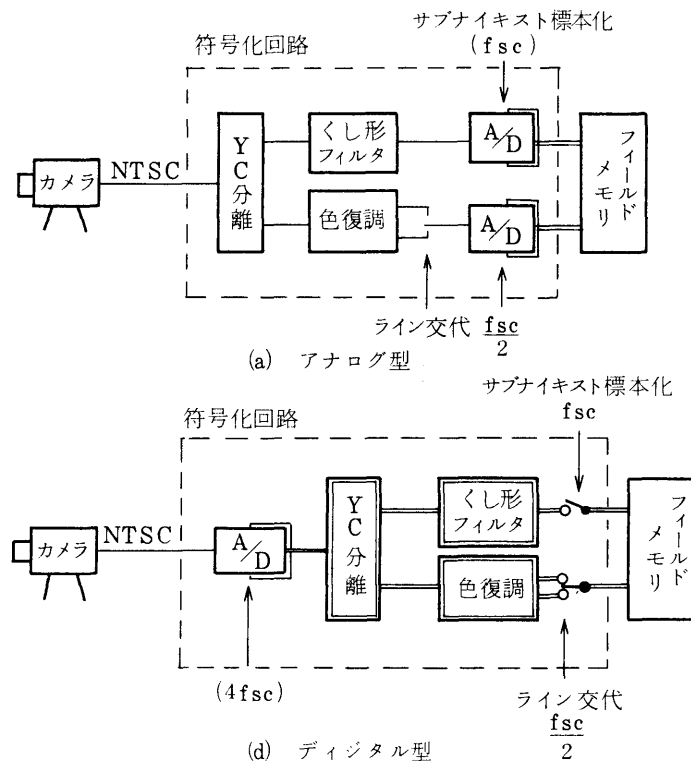 サブナイキスト標本化
(fsc)
符号化回路
カメラ
NTSC
YC分離
くし形
フィルタ
色復調
A/D
A/D
フィールド
メモリ
ライン交代
fsc
2
(a) アナログ型
サブナイキスト標本化
fsc
符号化回路
カメラ
NTSC
A/D
YC分離
くし形
フィルタ
色復調
フィールド
メモリ
(4fsc)
ライン交代
fsc
2
(d) ディジタル型